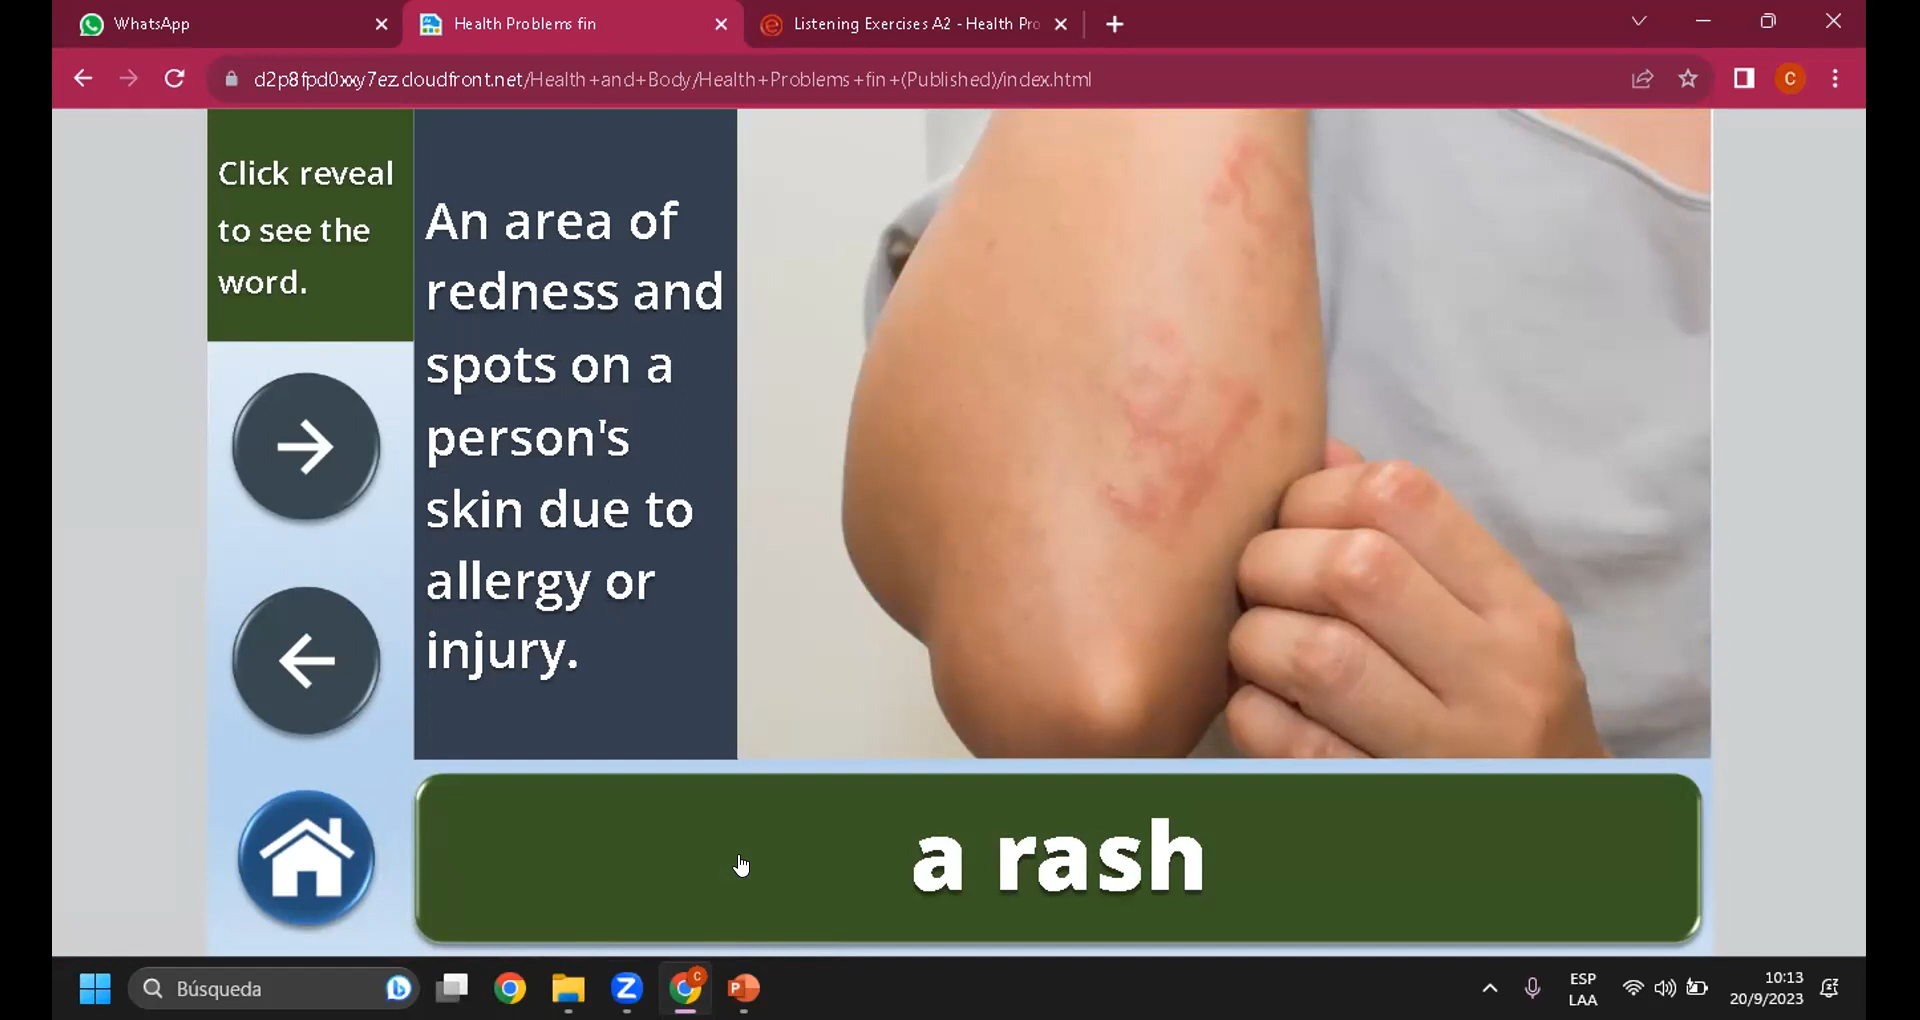 WhatsApp
Health Problems fin
Listening Exercises A2 - Health Pro
d2p8fpd0xxy7ez.cloudfront.net/Health+and+Body/Health+Problems+fin+(Published)/index.html
C
Click reveal
to see the
word.
An area of
redness and
spots on a
person's
skin due to
allergy or
injury.
a rash
Búsqueda
ESP
LAA
10:13
20/9/2023